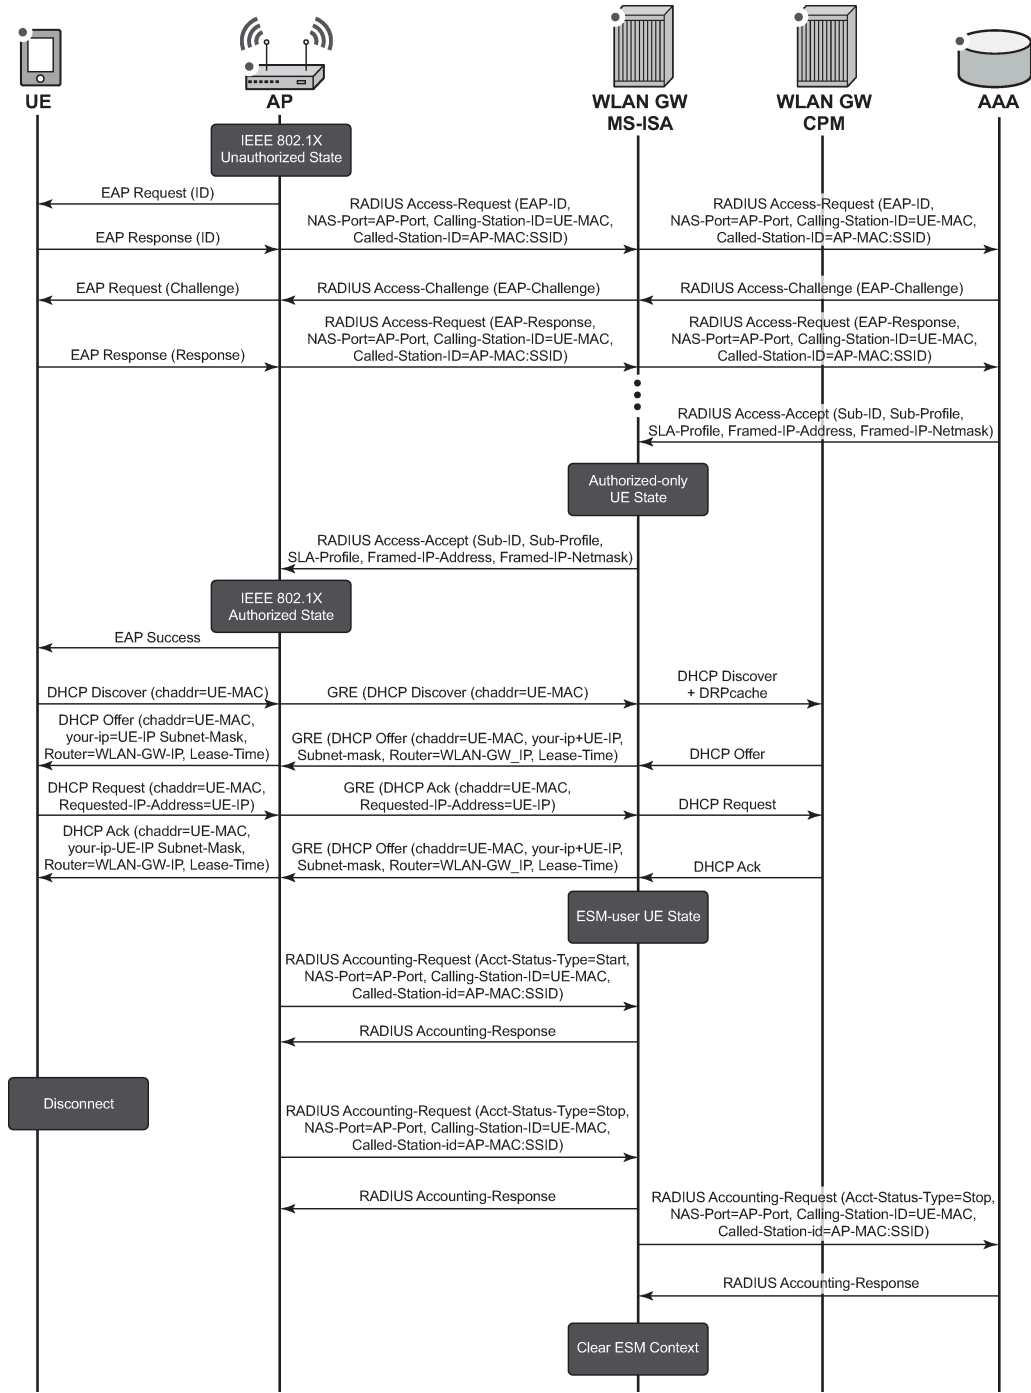 UE
AP
WLAN GW
MS-ISA
WLAN GW
CPM
AAA
IEEE 802.1X
Unauthorized State
EAP Request (ID)
RADIUS Access-Request (EAP-ID,
NAS-Port=AP-Port, Calling-Station-ID=UE-MAC,
Called-Station-ID=AP-MAC:SSID)
RADIUS Access-Request (EAP-ID,
NAS-Port=AP-Port, Calling-Station-ID=UE-MAC,
Called-Station-ID=AP-MAC:SSID)
EAP Response (ID)
EAP Request (Challenge)
RADIUS Access-Challenge (EAP-Challenge)
RADIUS Access-Challenge (EAP-Challenge)
RADIUS Access-Request (EAP-Response,
NAS-Port=AP-Port, Calling-Station-ID=UE-MAC,
Called-Station-ID=AP-MAC:SSID)
RADIUS Access-Request (EAP-Response,
NAS-Port=AP-Port, Calling-Station-ID=UE-MAC,
Called-Station-ID=AP-MAC:SSID)
EAP Response (Response)
RADIUS Access-Accept (Sub-ID, Sub-Profile,
SLA-Profile, Framed-IP-Address, Framed-IP-Netmask)
Authorized-only
UE State
RADIUS Access-Accept (Sub-ID, Sub-Profile,
SLA-Profile, Framed-IP-Address, Framed-IP-Netmask)
IEEE 802.1X
Authorized State
EAP Success
DHCP Discover (chaddr=UE-MAC)
GRE (DHCP Discover (chaddr=UE-MAC)
DHCP Discover
+ DRPcache
DHCP Offer (chaddr=UE-MAC,
your-ip=UE-IP Subnet-Mask,
Router=WLAN-GW-IP, Lease-Time)
GRE (DHCP Offer (chaddr=UE-MAC, your-ip+UE-IP,
Subnet-mask, Router=WLAN-GW_IP, Lease-Time)
DHCP Offer
DHCP Request (chaddr=UE-MAC,
Requested-IP-Address=UE-IP)
GRE (DHCP Ack (chaddr=UE-MAC,
Requested-IP-Address=UE-IP)
DHCP Request
DHCP Ack (chaddr=UE-MAC,
your-ip-UE-IP Subnet-Mask,
Router=WLAN-GW-IP, Lease-Time)
GRE (DHCP Offer (chaddr=UE-MAC, your-ip+UE-IP,
Subnet-mask, Router=WLAN-GW_IP, Lease-Time)
DHCP Ack
ESM-user UE State
RADIUS Accounting-Request (Acct-Status-Type=Start,
NAS-Port=AP-Port, Calling-Station-ID=UE-MAC,
Called-Station-id=AP-MAC:SSID)
RADIUS Accounting-Response
Disconnect
RADIUS Accounting-Request (Acct-Status-Type=Stop,
NAS-Port=AP-Port, Calling-Station-ID=UE-MAC,
Called-Station-id=AP-MAC:SSID)
RADIUS Accounting-Response
RADIUS Accounting-Request (Acct-Status-Type=Stop,
NAS-Port=AP-Port, Calling-Station-ID=UE-MAC,
Called-Station-id=AP-MAC:SSID)
RADIUS Accounting-Response
Clear ESM Context